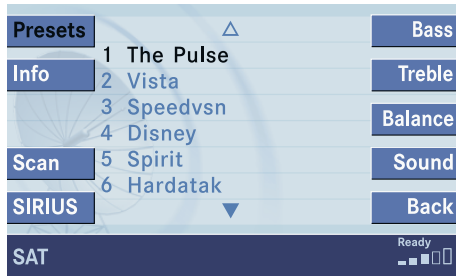 Presets
Bass
1 The Pulse
Info
Treble
2 Vista
3 Speedvsn
Balance
4 Disney
Scan
5 Spirit
Sound
6 Hardatak
SIRIUS
Back
SAT
Ready